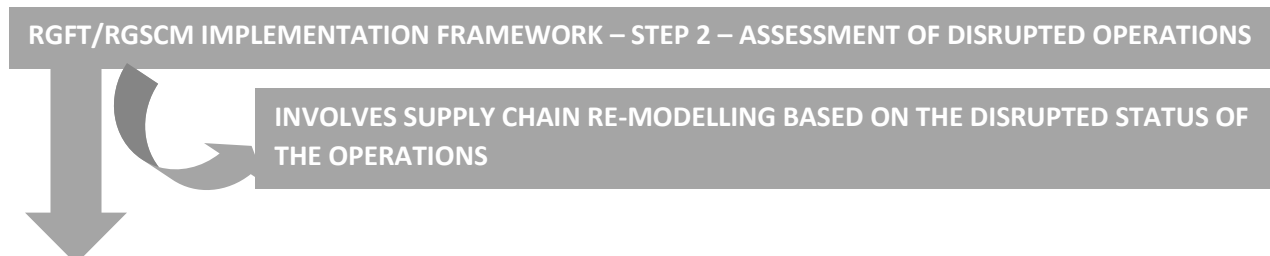 RGFT/RGSCM IMPLEMENTATION FRAMEWORK – STEP 2 – ASSESSMENT OF DISRUPTED OPERATIONS
INVOLVES SUPPLY CHAIN RE-MODELLING BASED ON THE DISRUPTED STATUS OF
THE OPERATIONS